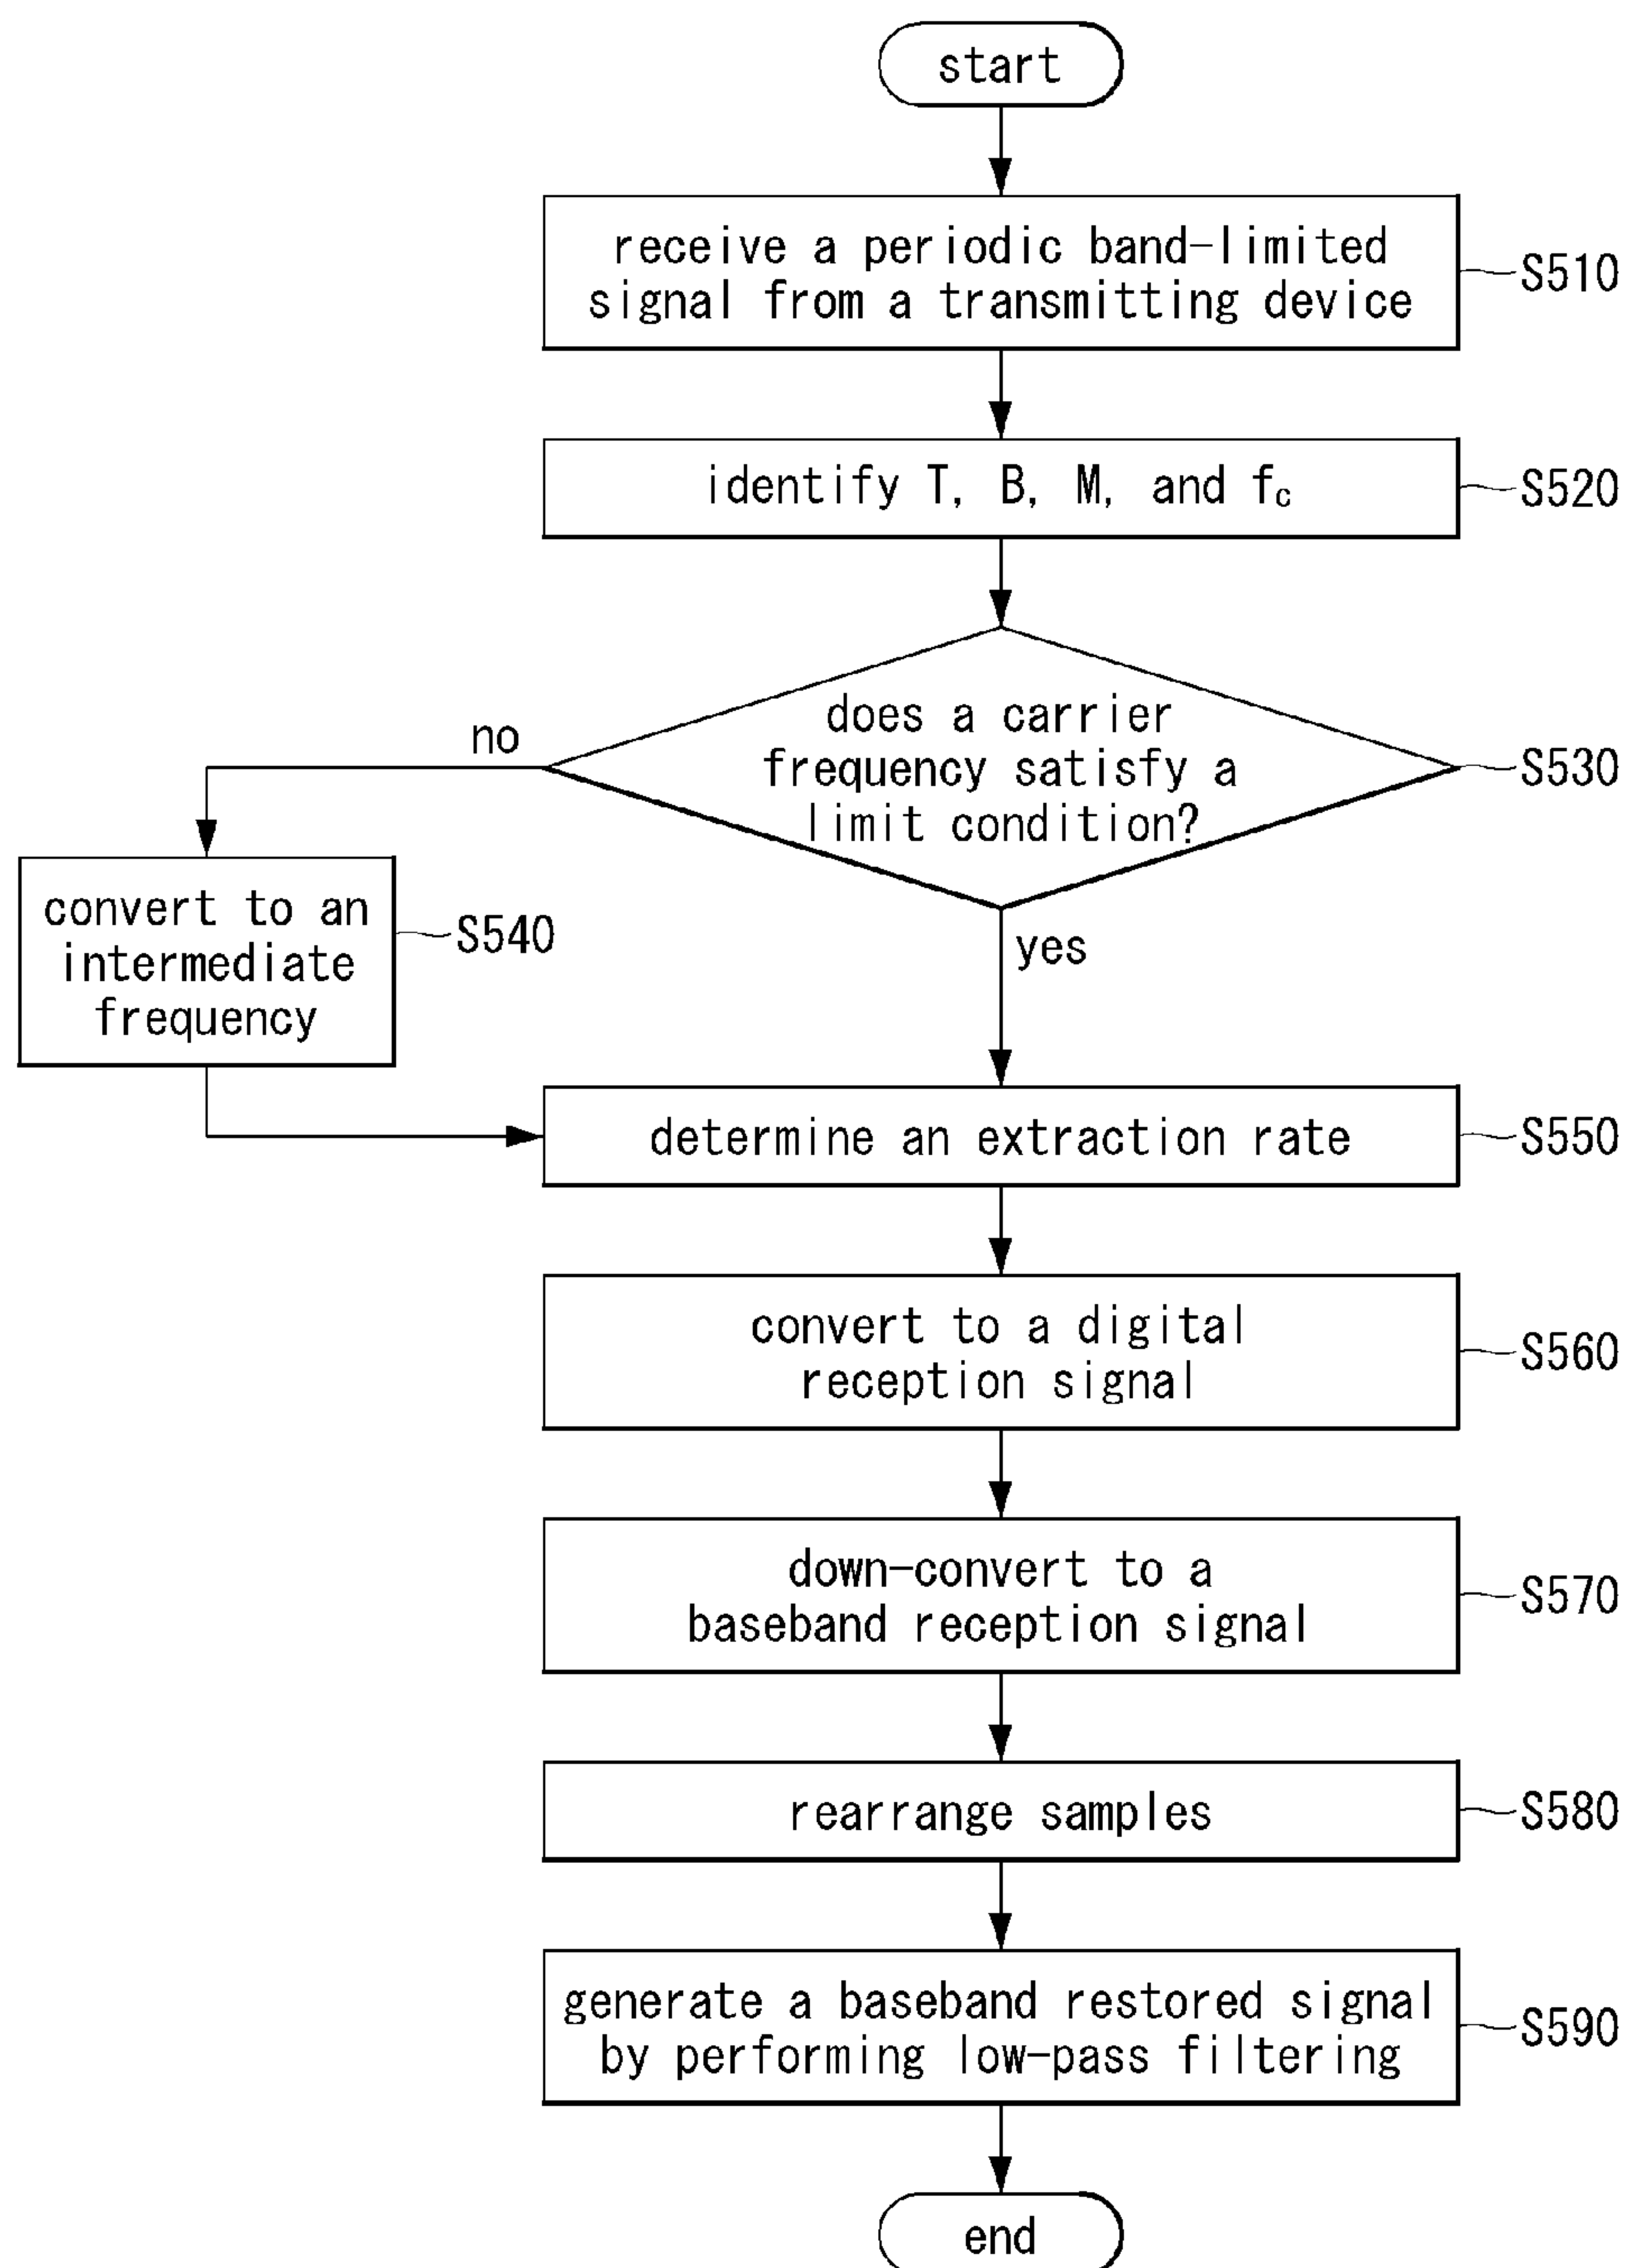 start
receive a periodic band-limited
signal from a transmitting device
S510
identify T, B, M, and fc
S520
does a carrier
frequency satisfy a
limit condition?
S530
no
yes
convert to an
intermediate
frequency
S540
determine an extraction rate
S550
convert to a digital
reception signal
S560
down-convert to a
baseband reception signal
S570
rearrange samples
S580
generate a baseband restored signal
by performing low-pass filtering
S590
end